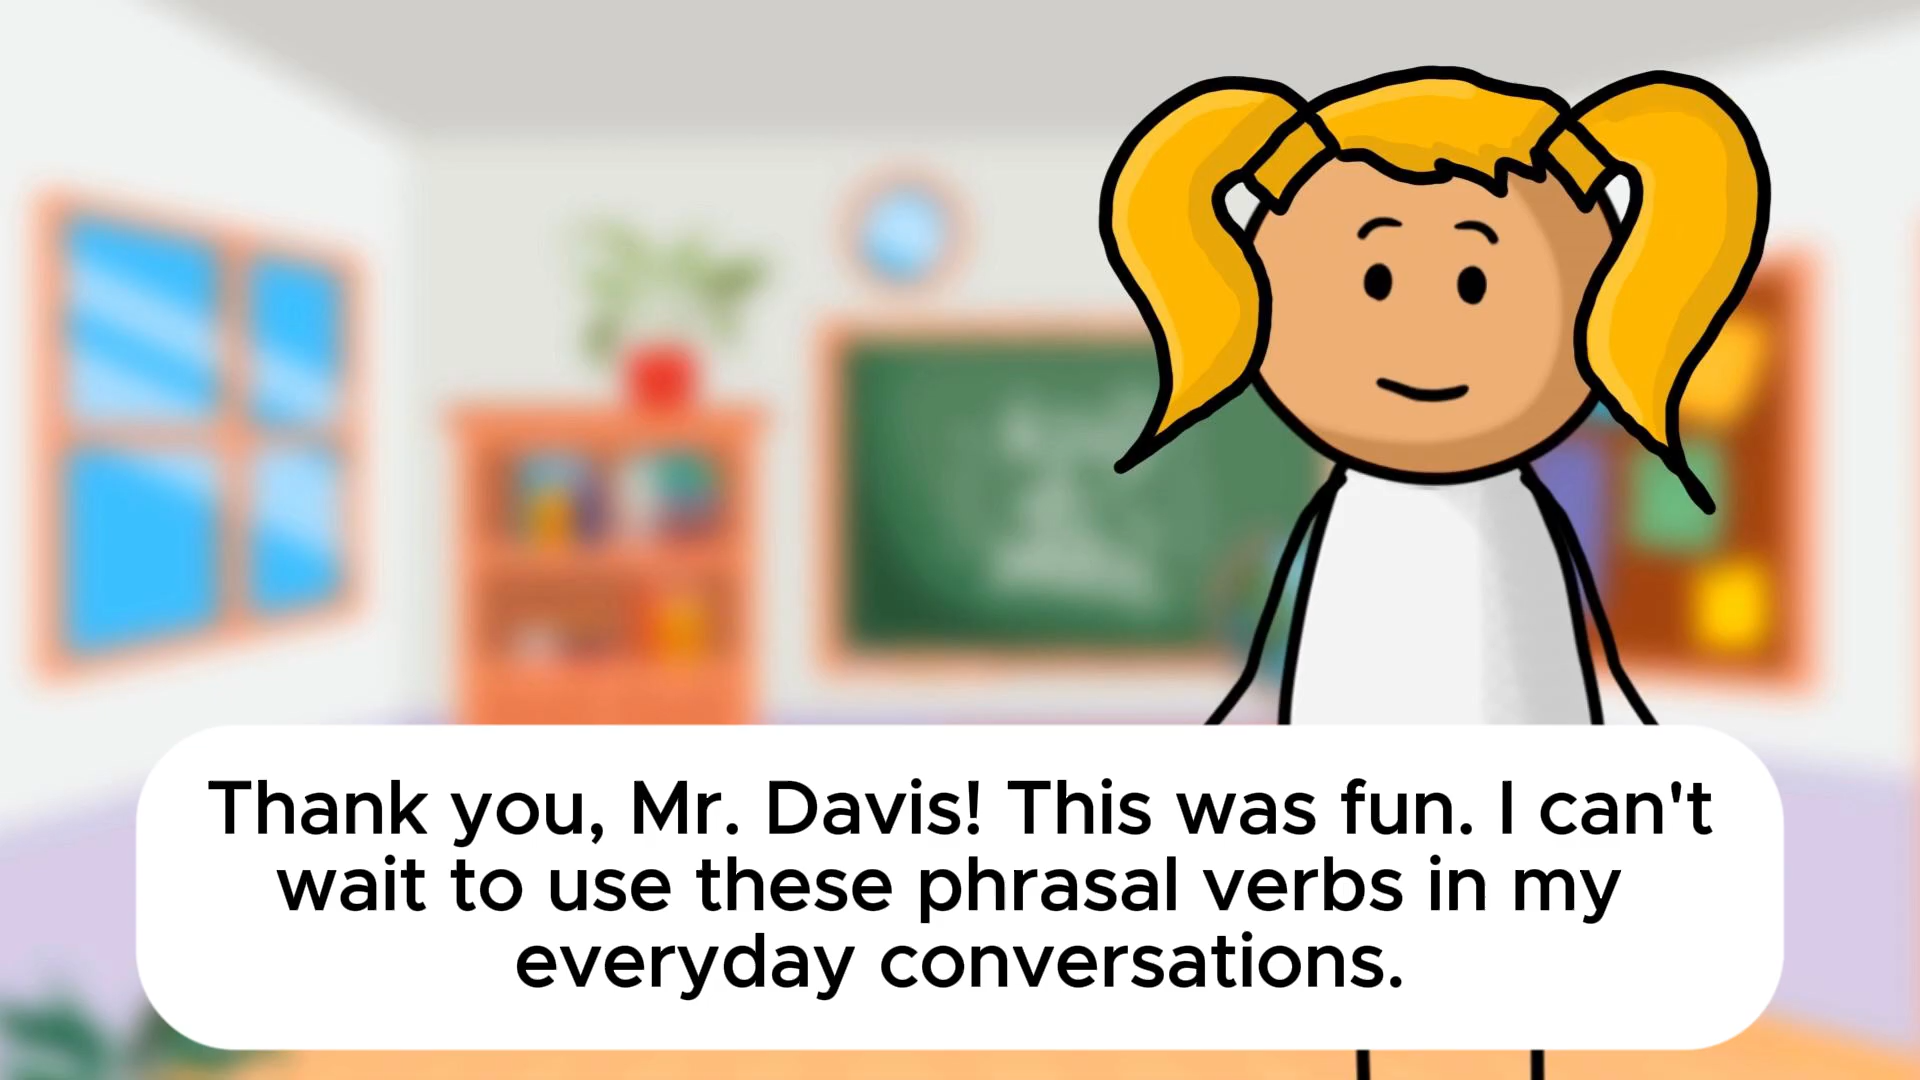 Thank you, Mr. Davis! This was fun. I can't
wait to use these phrasal verbs in my
everyday conversations.